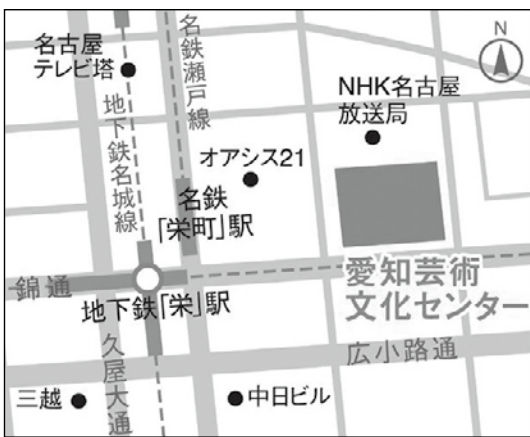 名古屋
テレビ塔
地下鉄名城線
名鉄瀬戸線
N
NHK名古屋
放送局
オアシス21
名鉄
「栄町」駅
錦通
地下鉄「栄」駅
愛知芸術
文化センター
久屋大通
広小路通
三越
中日ビル